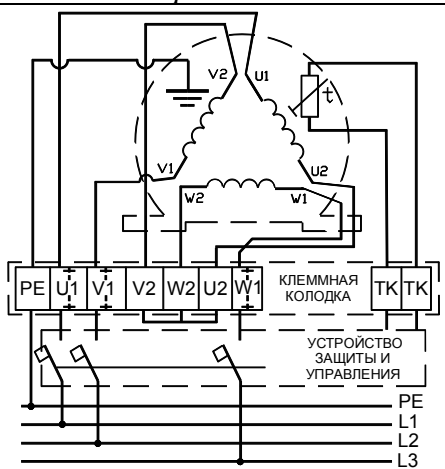 V2 U1
t
V1 U2
W2 W1
PE U1 V1 V2 W2 U2 W1 КЛЕММНАЯ КОЛОДКА TK TK
УСТРОЙСТВО
ЗАЩИТЫ И
УПРАВЛЕНИЯ
PE
L1
L2
L3